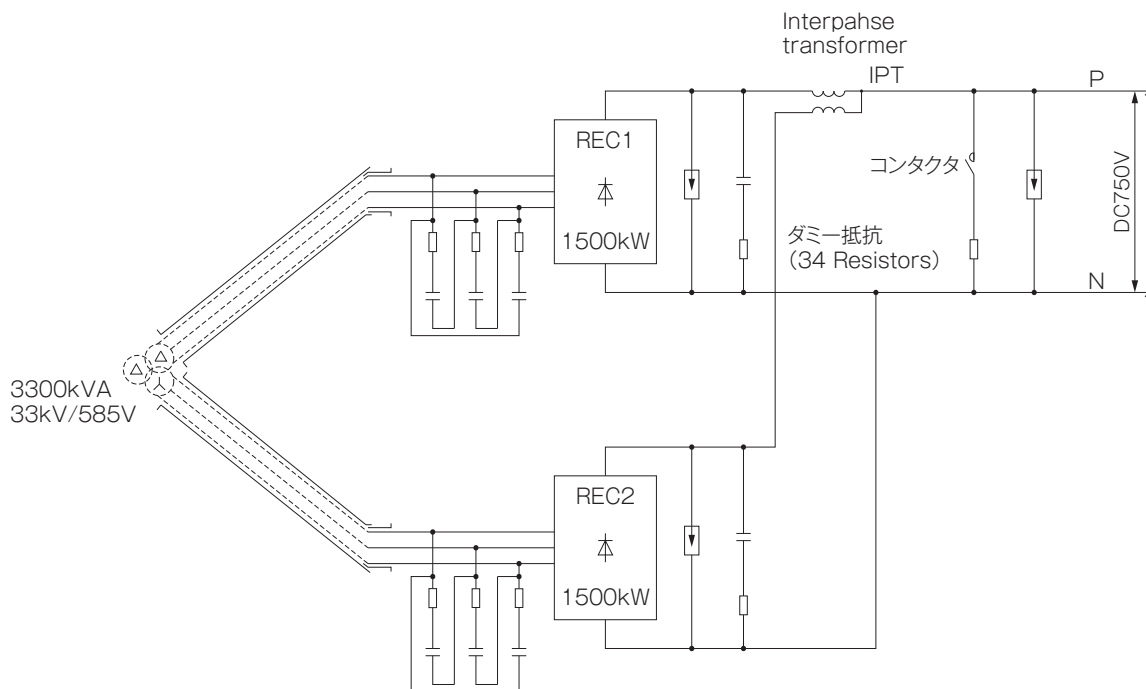 Interpahse
transformer
IPT
P
REC1
1500kW
コンタクタ
DC750V
ダミー抵抗
(34 Resistors)
N
3300kVA
33kV/585V
REC2
1500kW